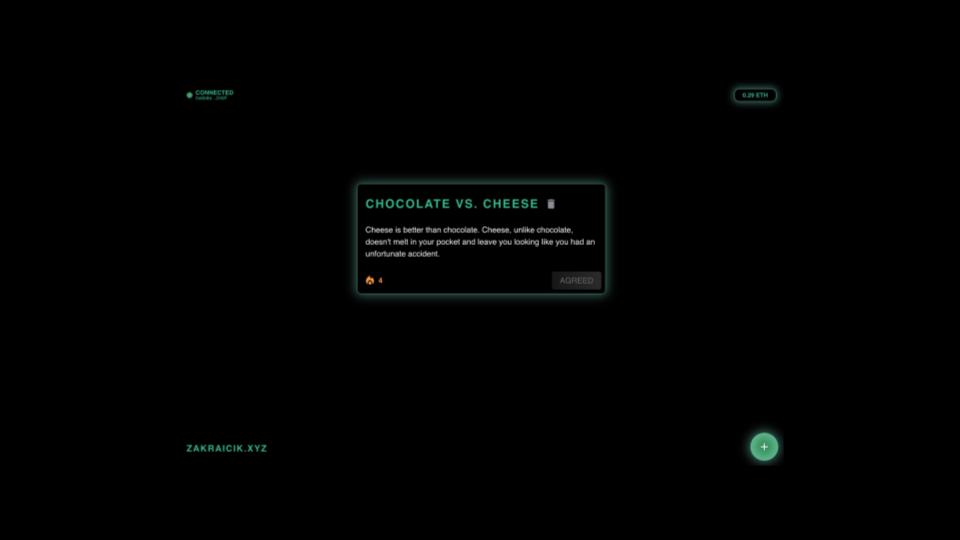 CONNECTED
0.29 ETH
CHOCOLATE VS. CHEESE
Cheese is better than chocolate. Cheese, unlike chocolate,
doesn't melt in your pocket and leave you looking like you had an
unfortunate accident.
4
AGREED
ZAKRAICIK.XYZ
+